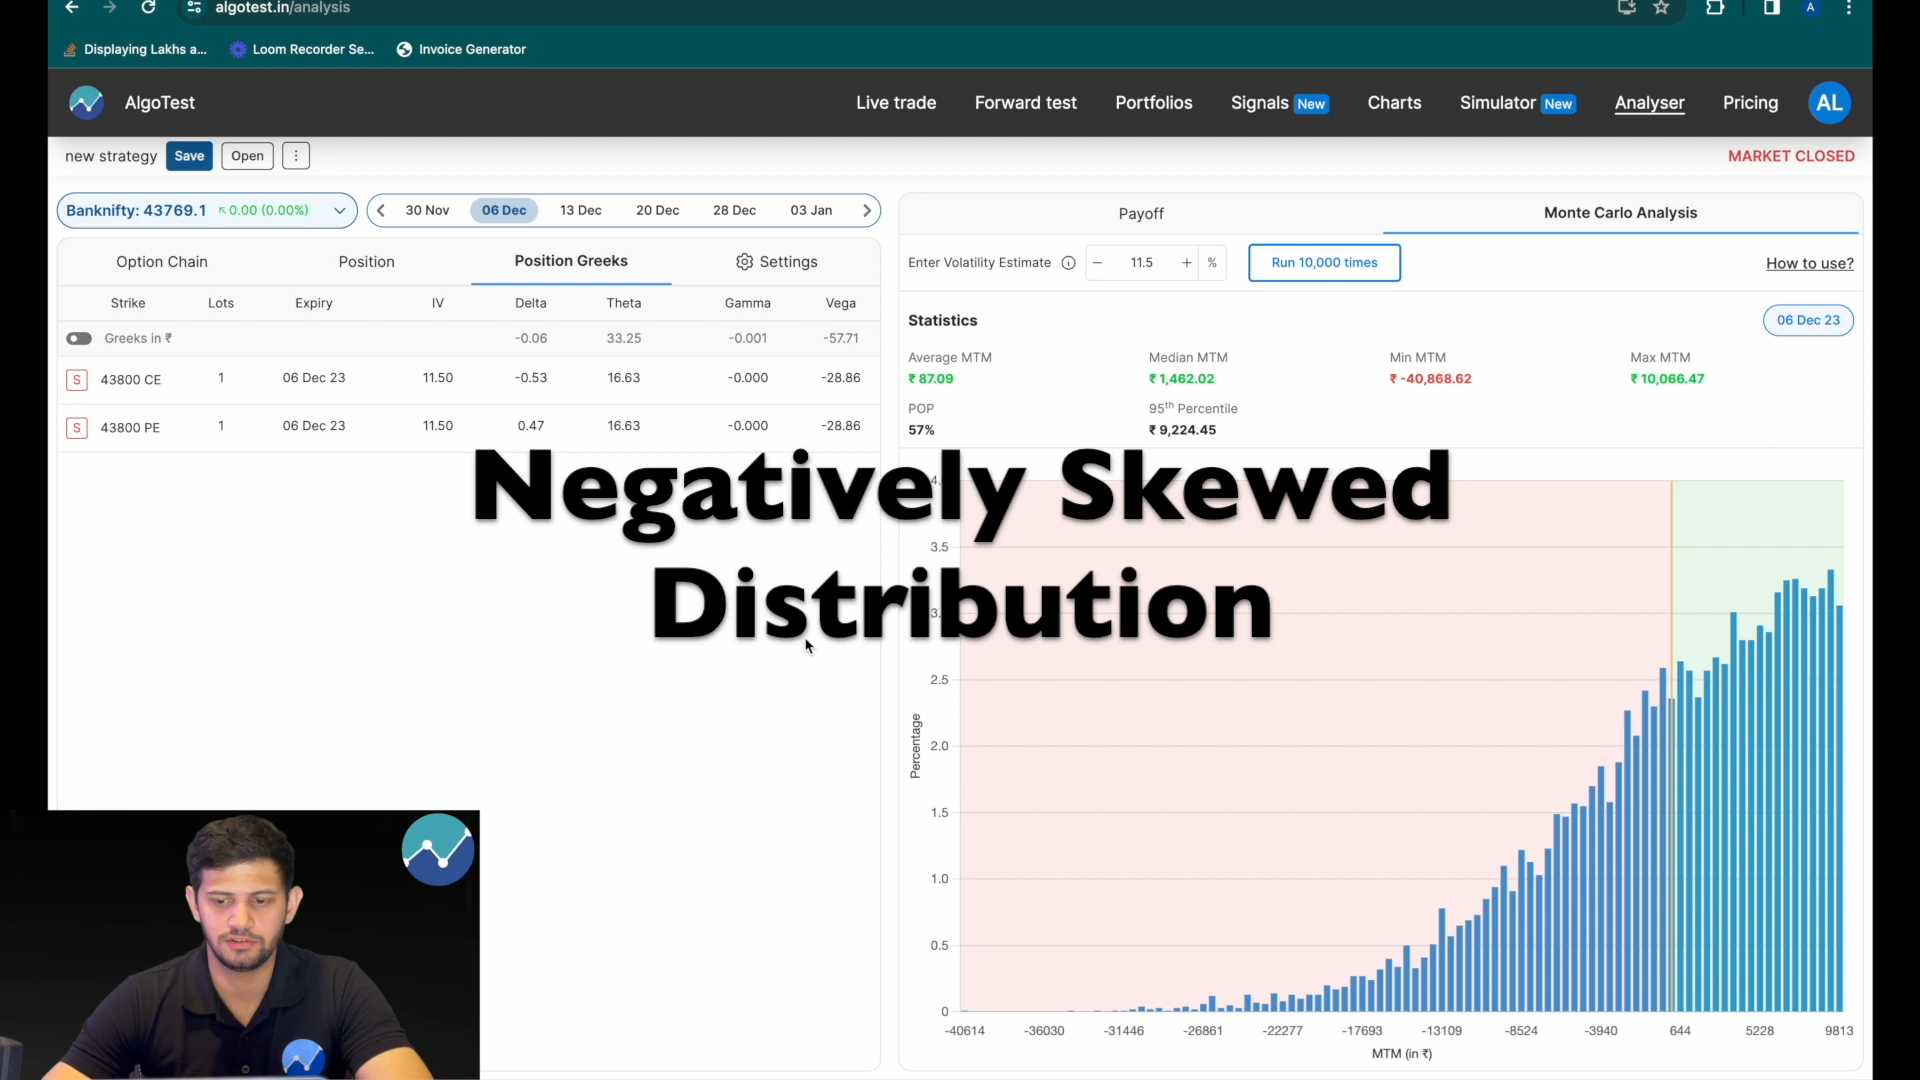 algotest.in/analysis
A
Displaying Lakhs a...
Loom Recorder Se...
Invoice Generator
AlgoTest
Live trade
Forward test
Portfolios
Signals New
Charts
Simulator New
Analyser
Pricing
AL
new strategy
Save
Open
MARKET CLOSED
Banknifty: 43769.1 0.00 (0.00%)
30 Nov
06 Dec
13 Dec
20 Dec
28 Dec
03 Jan
Payoff
Monte Carlo Analysis
Option Chain
Position
Position Greeks
Settings
Enter Volatility Estimate
− 11.5 + %
Run 10,000 times
How to use?
Strike Lots Expiry IV Delta Theta Gamma Vega
Greeks in ₹ -0.06 33.25 -0.001 -57.71
S 43800 CE 1 06 Dec 23 11.50 -0.53 16.63 -0.000 -28.86
S 43800 PE 1 06 Dec 23 11.50 0.47 16.63 -0.000 -28.86
Statistics
06 Dec 23
Average MTM
₹ 87.09
Median MTM
₹ 1,462.02
Min MTM
₹ -40,868.62
Max MTM
₹ 10,066.47
POP
57%
95th Percentile
₹ 9,224.45
Negatively Skewed
Distribution
3.5
2.5
2.0
1.5
1.0
0.5
0
Percentage
-40614 -36030 -31446 -26861 -22277 -17693 -13109 -8524 -3940 644 5228 9813
MTM (in ₹)